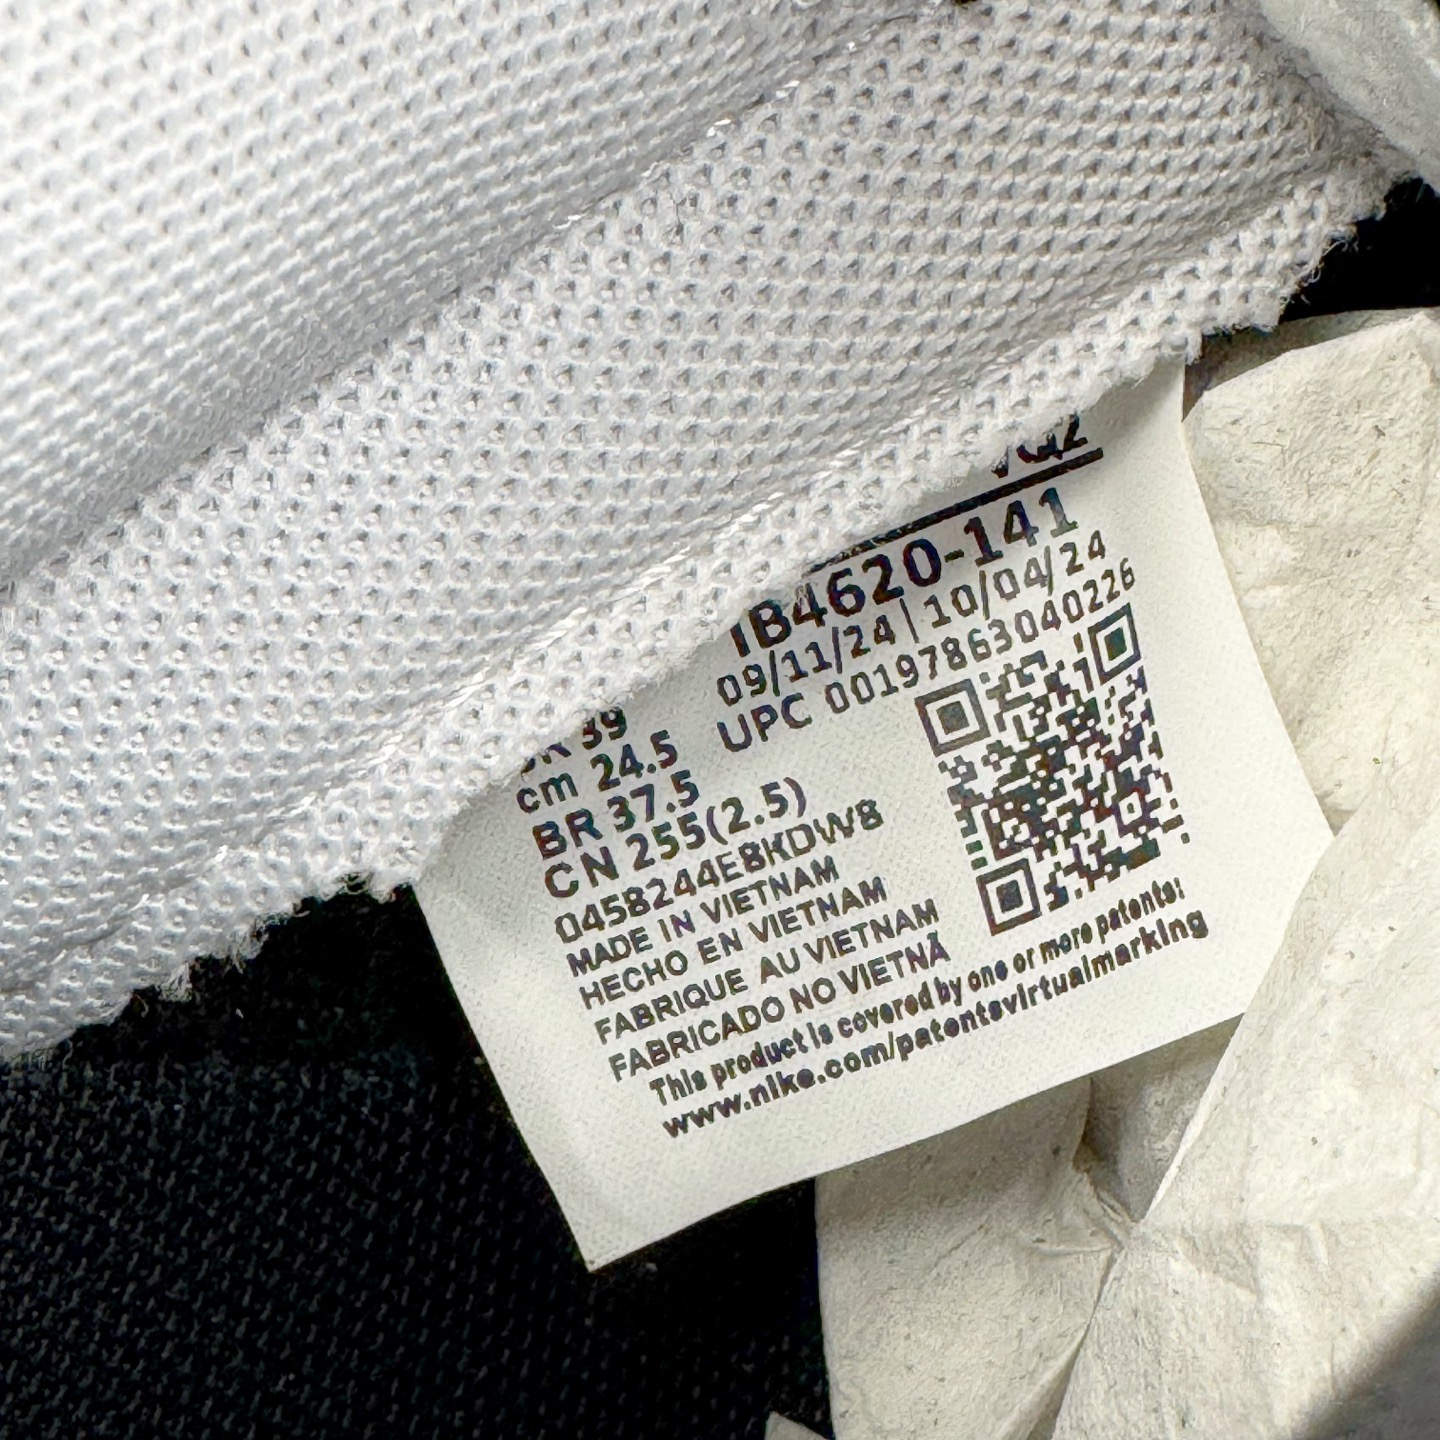 IB4620-141
09/11/24 | 10/04/24
UPC 00197863040226
39
cm 24.5
BR 37.5
CN 255(2.5)
0458244E8KDW8
MADE IN VIETNAM
HECHO EN VIETNAM
FABRIQUE AU VIETNAM
FABRICADO NO VIETNÃ
This product is covered by one or more patents:
www.nike.com/patentsvirtualmarking